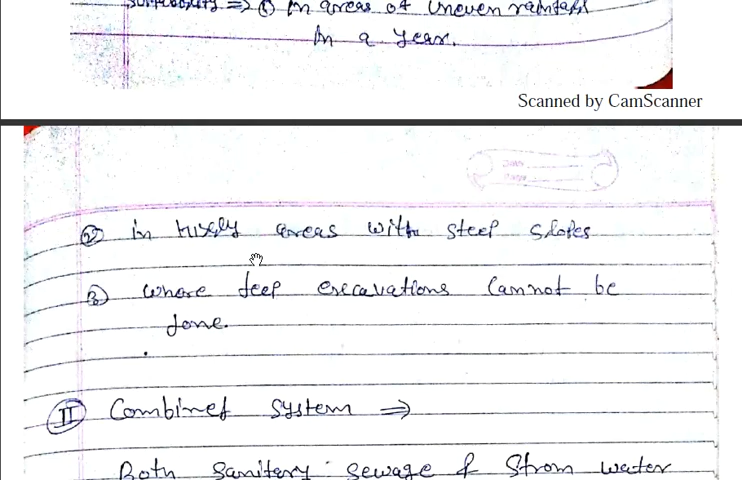 Suitability ⇒ ① In areas of Uneven rainfall
In a Year.
Scanned by CamScanner
② in areas with steep slopes
③ where deep excavations Cannot be
done.
Ⅱ Combined System ⇒
Both Sanitary Sewage & Strom water